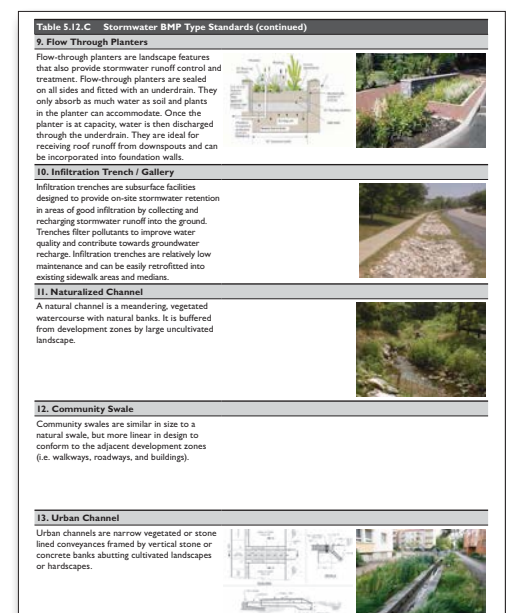 Table 5.12.C Stormwater BMP Type Standards (continued)
9. Flow Through Planters
Flow-through planters are landscape features
that also provide stormwater runoff control and
treatment. Flow-through planters are sealed
on all sides and fitted with an underdrain. They
only absorb as much water as soil and plants
in the planter can accommodate. Once the
planter is at capacity, water is then discharged
through the underdrain. They are ideal for
receiving roof runoff from downspouts and can
be incorporated into foundation walls.
10. Infiltration Trench / Gallery
Infiltration trenches are subsurface facilities
designed to provide on-site stormwater retention
in areas of good infiltration by collecting and
recharging stormwater runoff into the ground.
Trenches filter pollutants to improve water
quality and contribute towards groundwater
recharge. Infiltration trenches are relatively low
maintenance and can be easily retrofitted into
existing sidewalk areas and medians.
11. Naturalized Channel
A natural channel is a meandering, vegetated
watercourse with natural banks. It is buffered
from development zones by large uncultivated
landscape.
12. Community Swale
Community swales are similar in size to a
natural swale, but more linear in design to
conform to the adjacent development zones
(i.e. walkways, roadways, and buildings).
13. Urban Channel
Urban channels are narrow vegetated or stone
lined conveyances framed by vertical stone or
concrete banks abutting cultivated landscapes
or hardscapes.